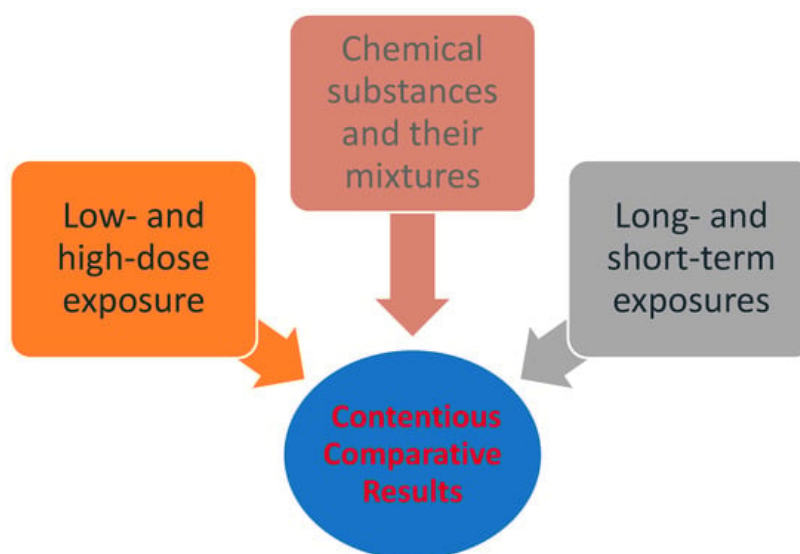 Chemical
substances
and their
mixtures
Low- and
high-dose
exposure
Long- and
short-term
exposures
Contentious
Comparative
Results